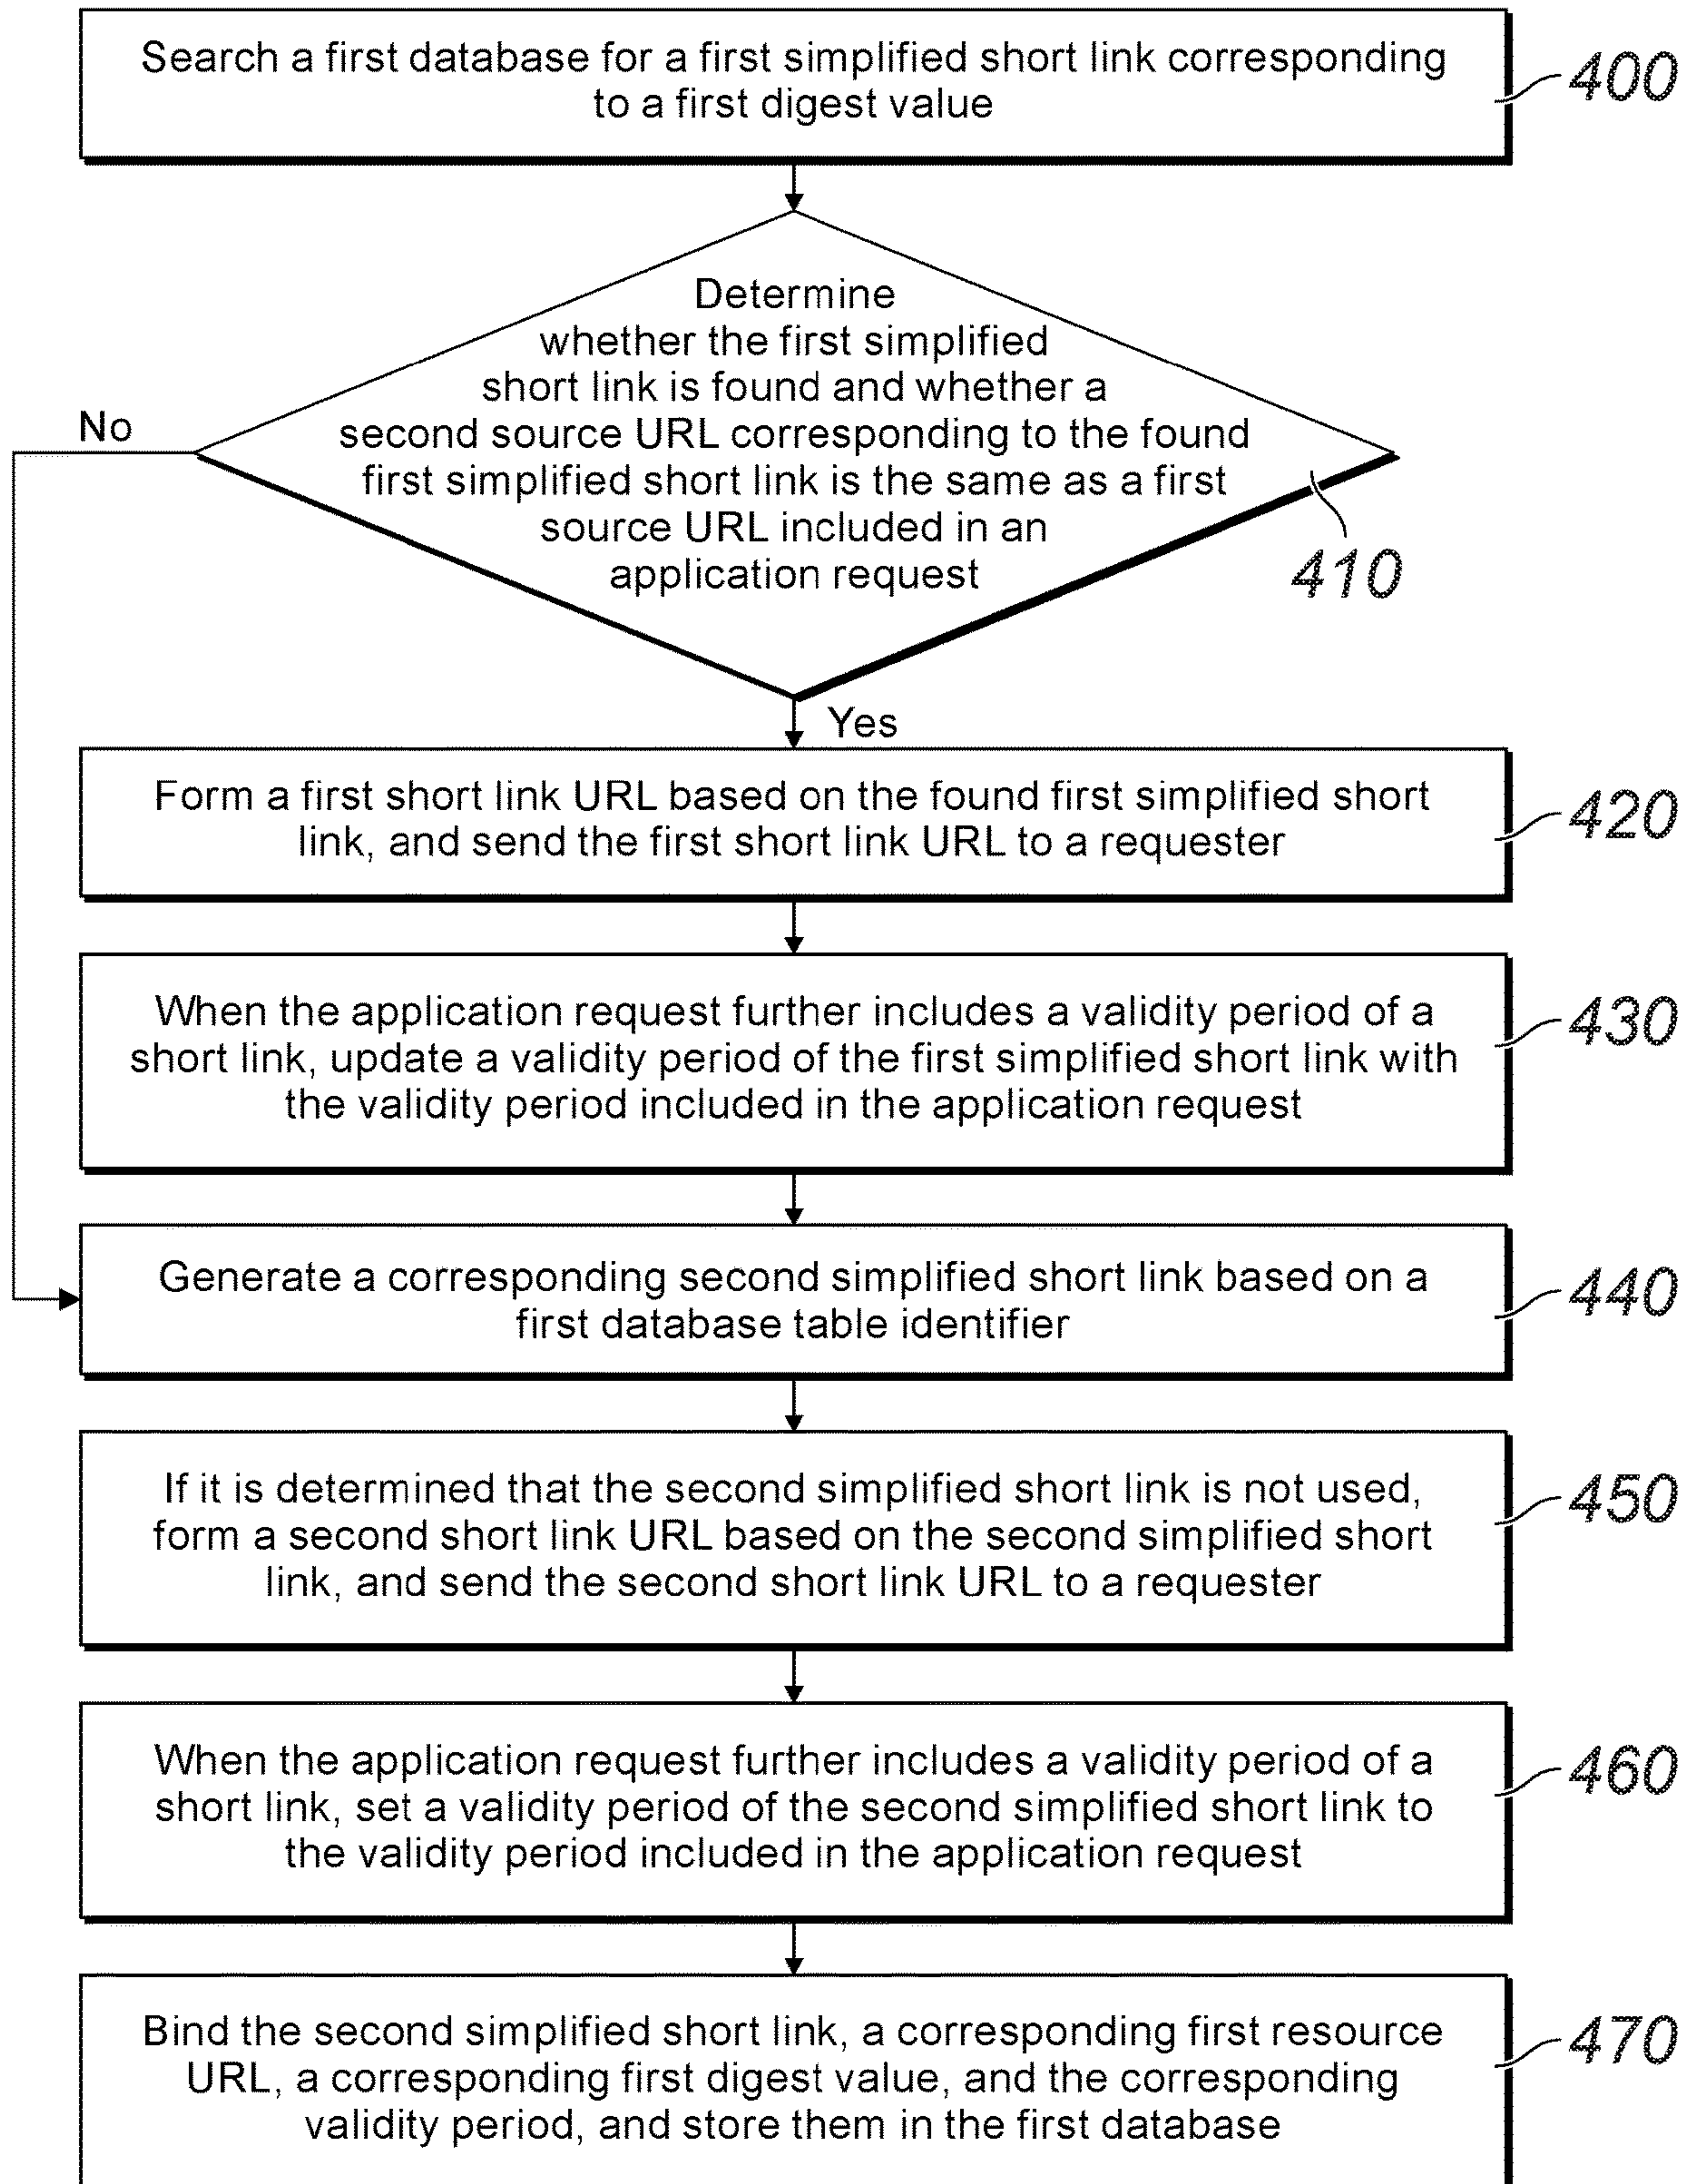 Search a first database for a first simplified short link corresponding
to a first digest value
400
Determine
whether the first simplified
short link is found and whether a
second source URL corresponding to the found
first simplified short link is the same as a first
source URL included in an
application request
410
No
Yes
Form a first short link URL based on the found first simplified short
link, and send the first short link URL to a requester
420
When the application request further includes a validity period of a
short link, update a validity period of the first simplified short link with
the validity period included in the application request
430
Generate a corresponding second simplified short link based on a
first database table identifier
440
If it is determined that the second simplified short link is not used,
form a second short link URL based on the second simplified short
link, and send the second short link URL to a requester
450
When the application request further includes a validity period of a
short link, set a validity period of the second simplified short link to
the validity period included in the application request
460
Bind the second simplified short link, a corresponding first resource
URL, a corresponding first digest value, and the corresponding
validity period, and store them in the first database
470